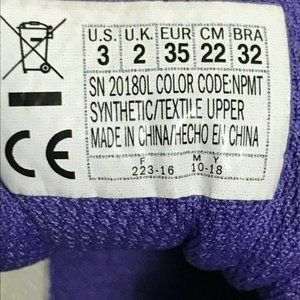 U.S. U.K. EUR CM BRA
3 2 35 22 32
SN 20180L COLOR CODE:NPMT
SYNTHETIC/TEXTILE UPPER
MADE IN CHINA/HECHO EN CHINA
F M Y
223-16 10-18
CE